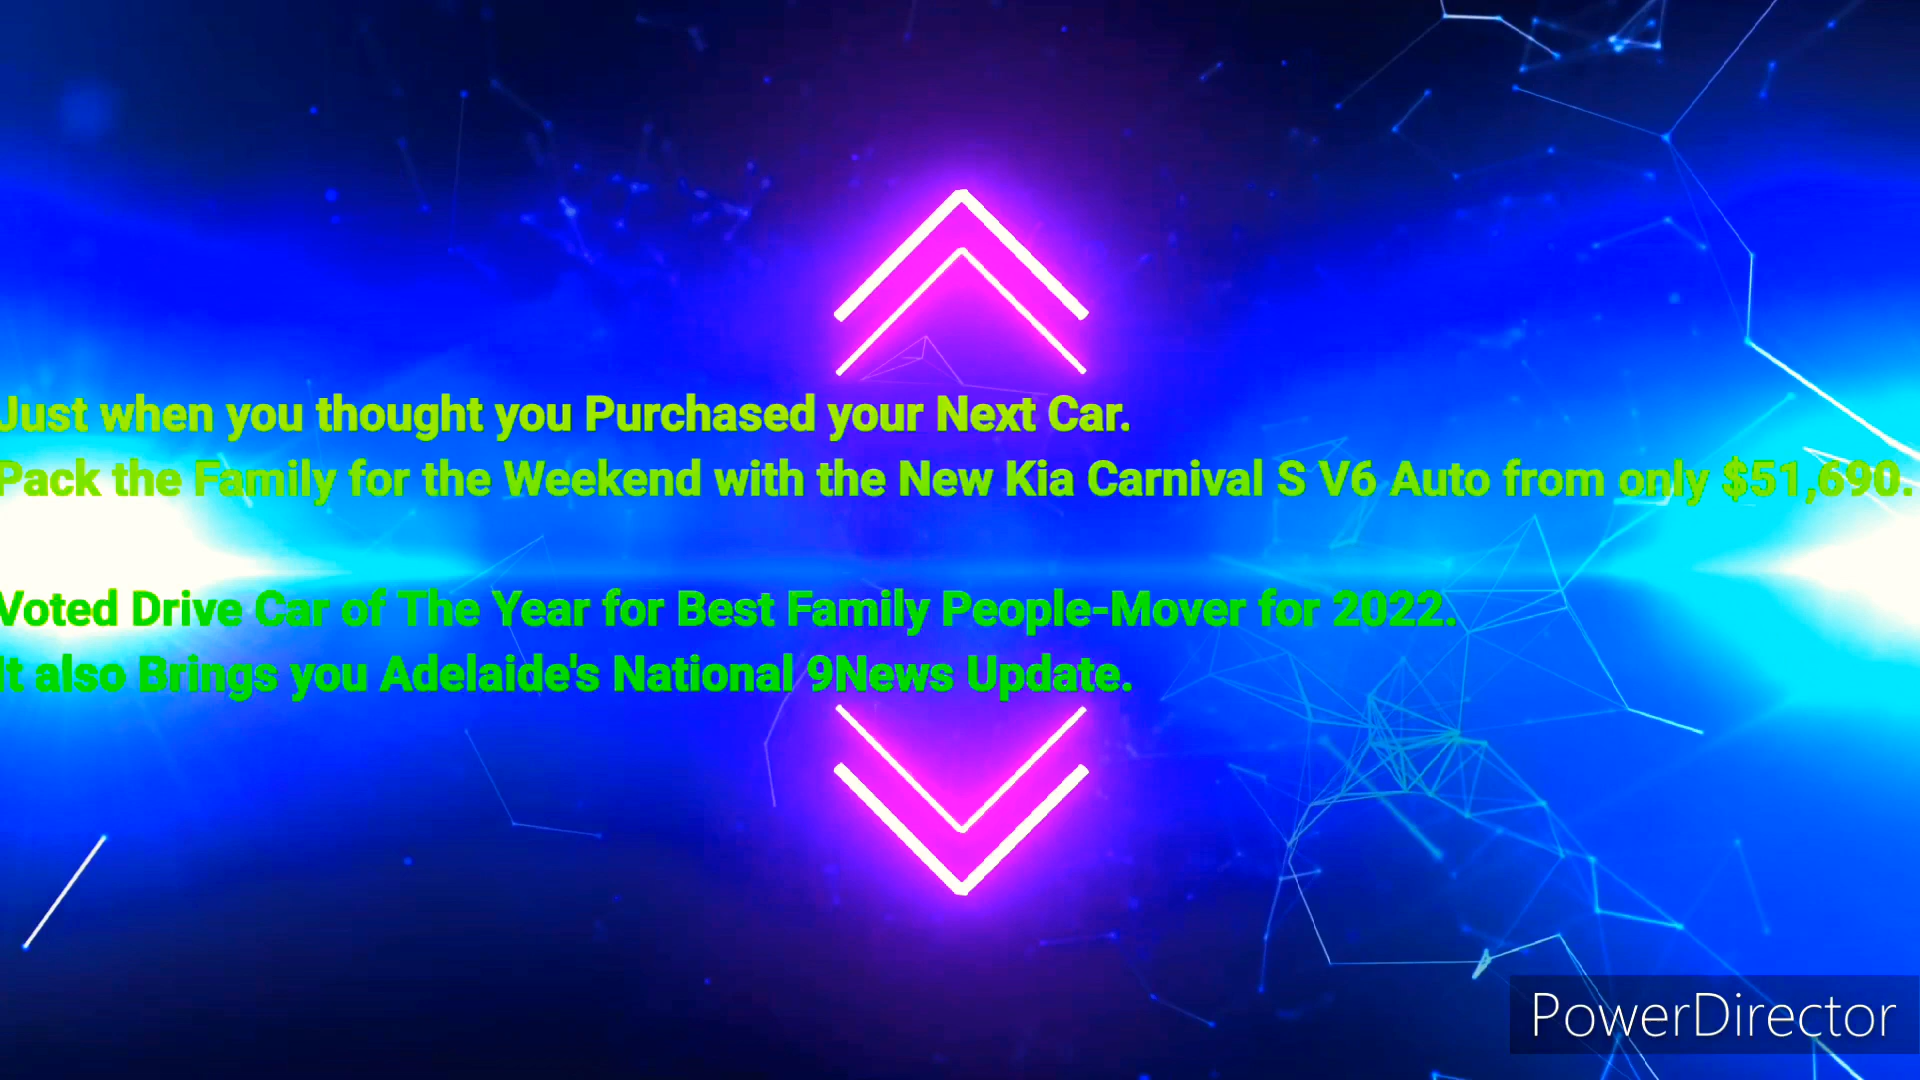 Just when you thought you Purchased your Next Car.
Pack the Family for the Weekend with the New Kia Carnival S V6 Auto from only $51,690.
Voted Drive Car of The Year for Best Family People-Mover for 2022.
It also Brings you Adelaide's National 9News Update.
PowerDirector